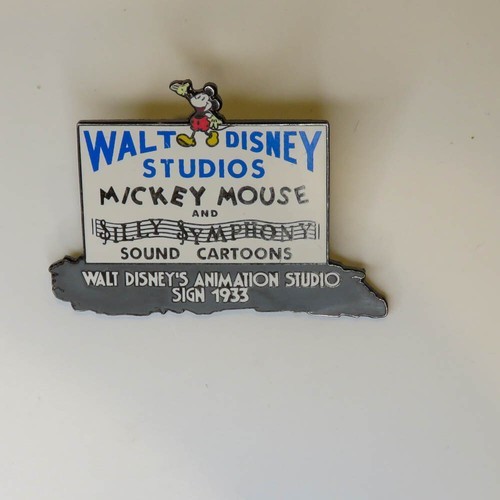 WALT DISNEY
STUDIOS
MICKEY MOUSE
AND
SILLY SYMPHONY
SOUND CARTOONS
WALT DISNEY'S ANIMATION STUDIO
SIGN 1933